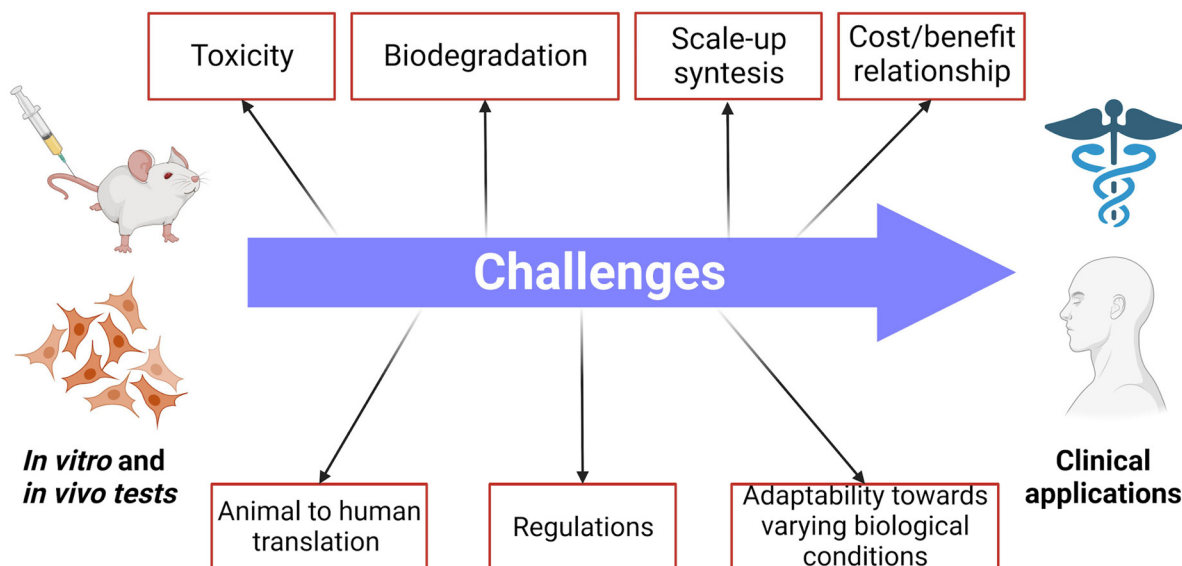 Toxicity
Biodegradation
Scale-up
syntesis
Cost/benefit
relationship
Challenges
In vitro and
in vivo tests
Clinical
applications
Animal to human
translation
Regulations
Adaptability towards
varying biological
conditions